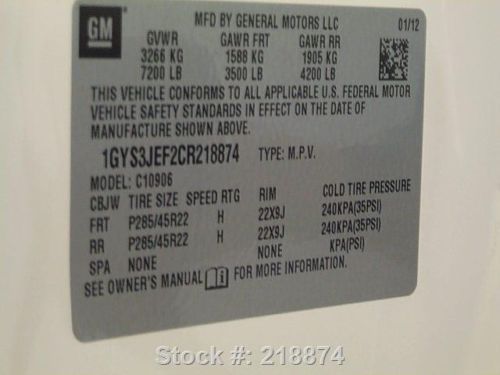 GM
MFD BY GENERAL MOTORS LLC 01/12
GVWR GAWR FRT GAWR RR
3266 KG 1588 KG 1905 KG
7200 LB 3500 LB 4200 LB
THIS VEHICLE CONFORMS TO ALL APPLICABLE U.S. FEDERAL MOTOR
VEHICLE SAFETY STANDARDS IN EFFECT ON THE DATE OF
MANUFACTURE SHOWN ABOVE.
1GYS3JEF2CR218874 TYPE: M.P.V.
MODEL: C10906
CBJW TIRE SIZE SPEED RTG RIM COLD TIRE PRESSURE
FRT P285/45R22 H 22X9J 240KPA(35PSI)
RR P285/45R22 H 22X9J 240KPA(35PSI)
SPA NONE NONE KPA(PSI)
SEE OWNER'S MANUAL FOR MORE INFORMATION.
Stock #: 218874